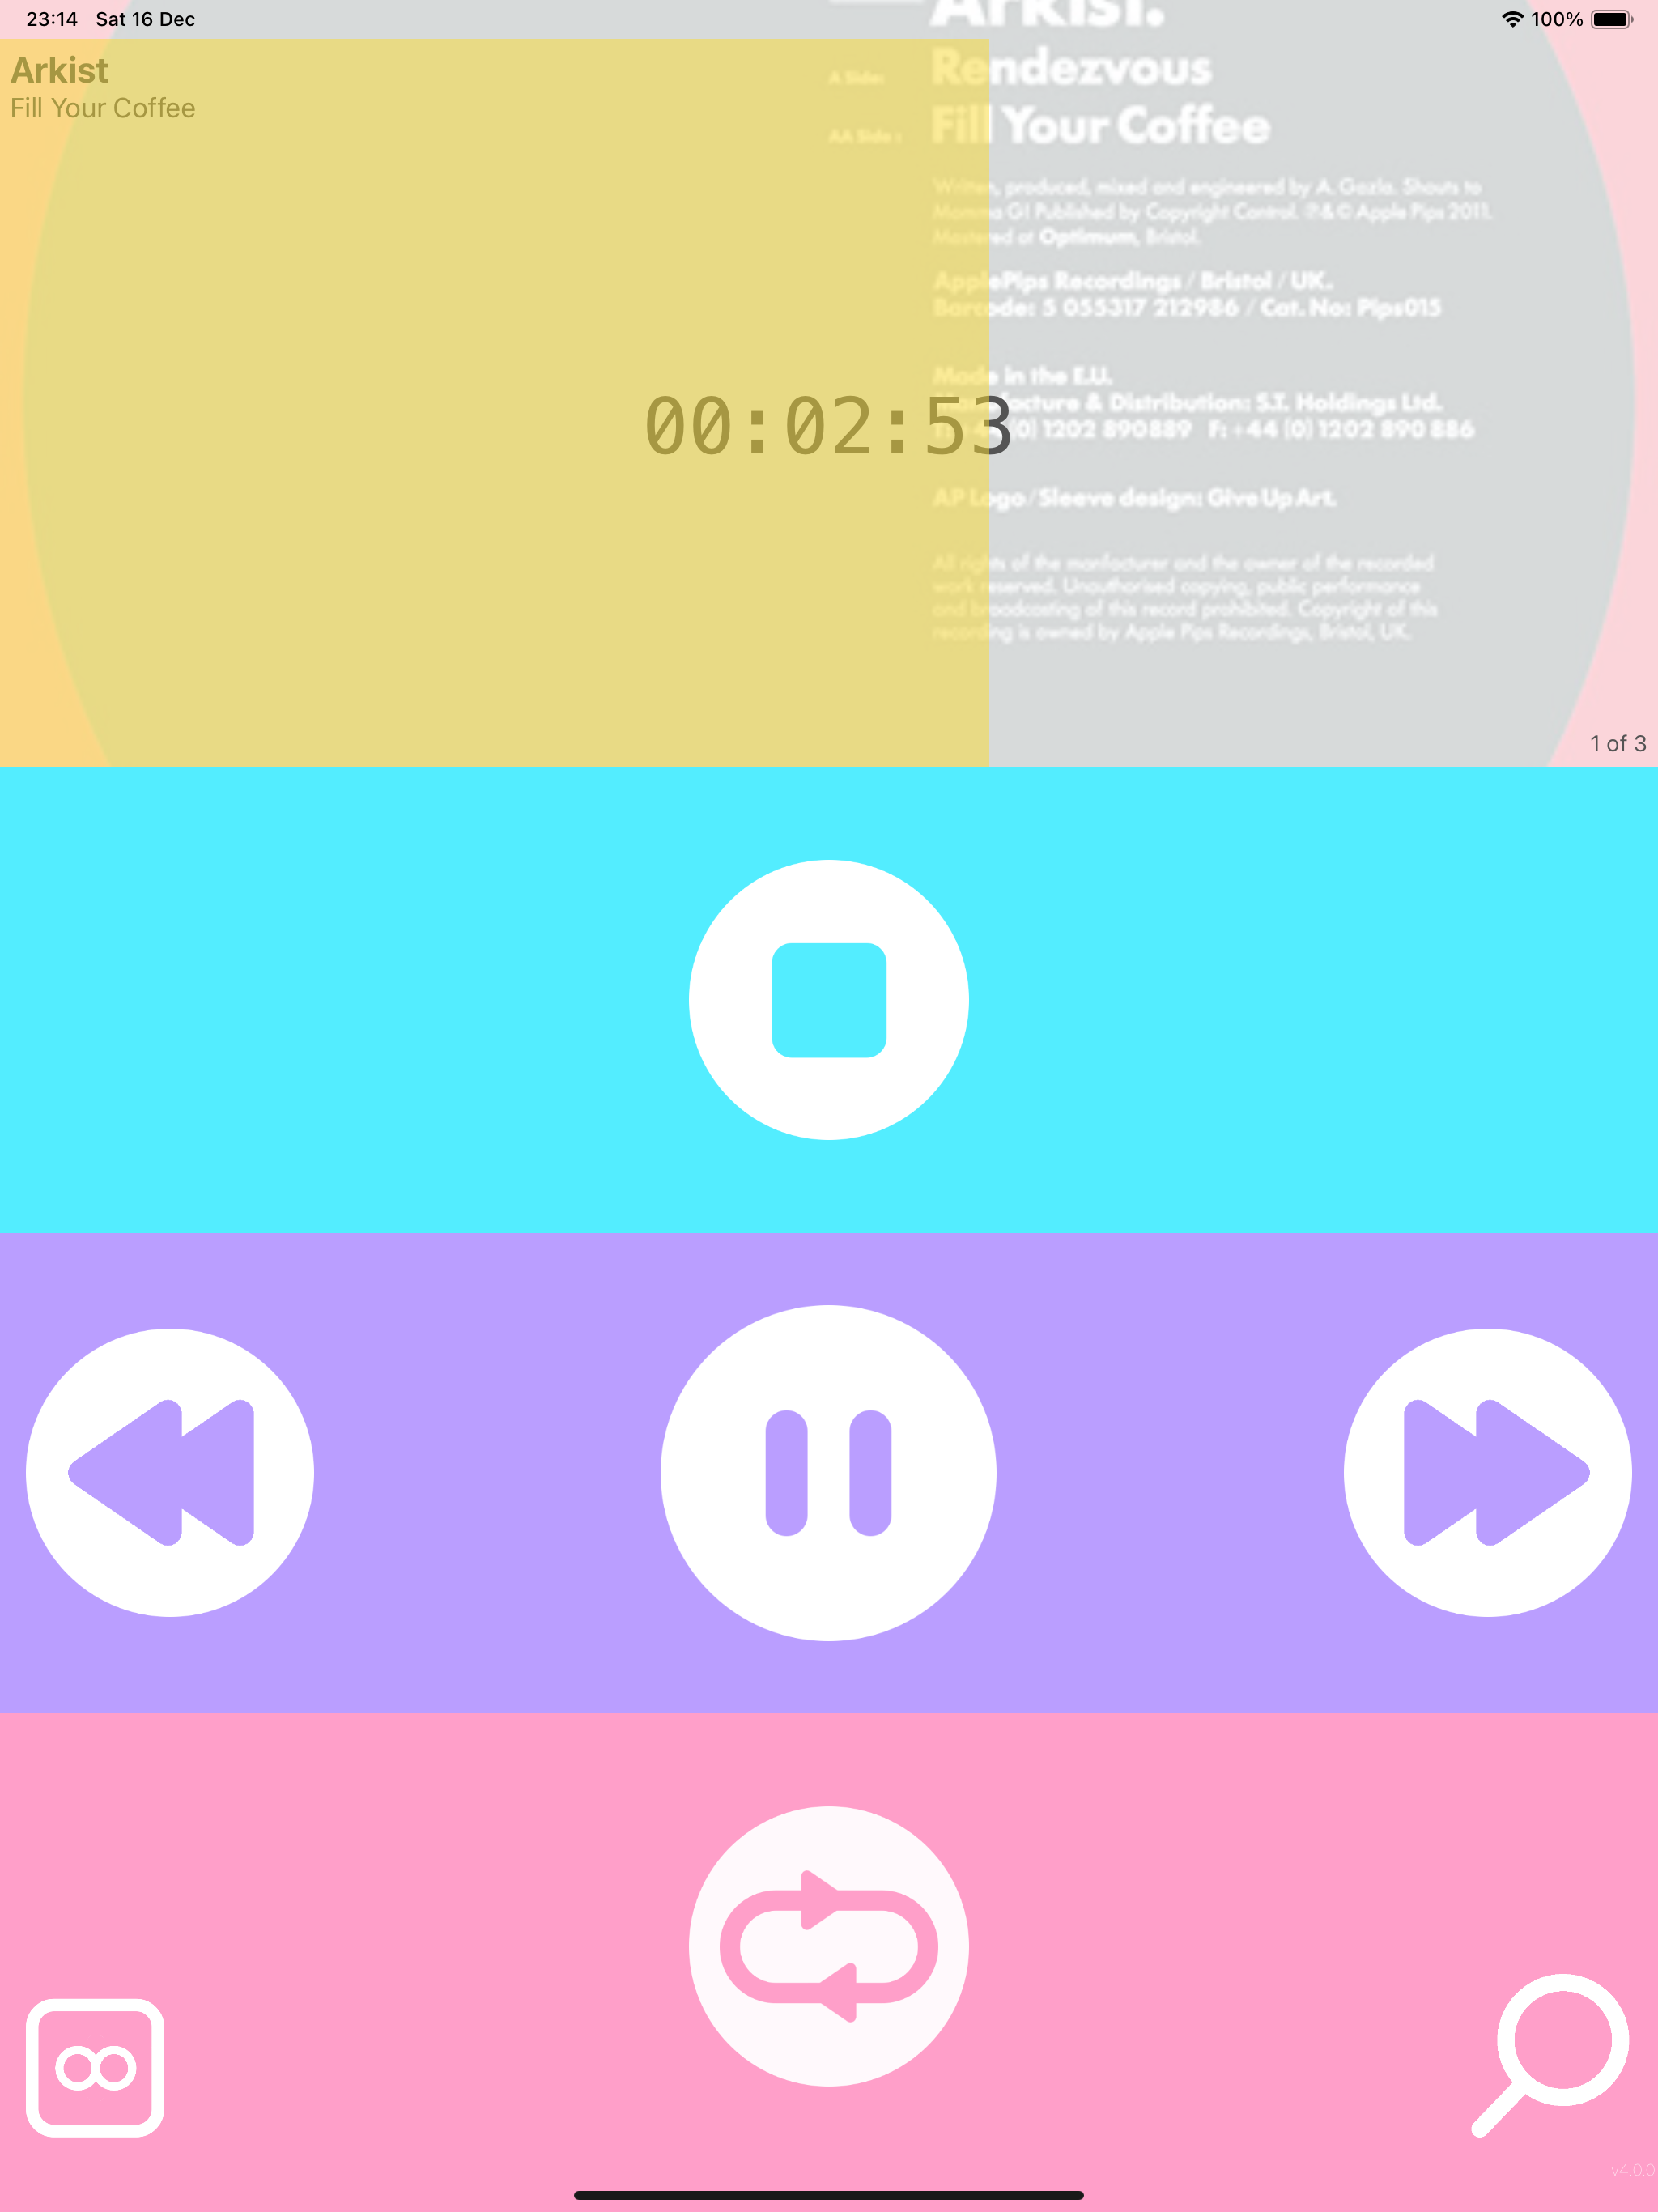 23:14 Sat 16 Dec 100%
Arkist.
Arkist
Fill Your Coffee
A Side: Rendezvous
AA Side : Fill Your Coffee
Written, produced, mixed and engineered by A. Gazla. Shouts to
Momma G! Published by Copyright Control. ℗ & © Apple Pips 2011.
Mastered at Optimum, Bristol.
ApplePips Recordings / Bristol / UK.
Barcode: 5 055317 212986 / Cat. No: Pips015
Made in the E.U.
Manufacture & Distribution: S.T. Holdings Ltd.
T: +44 (0) 1202 890889 F: +44 (0) 1202 890 886
00:02:53
AP Logo / Sleeve design: Give Up Art.
All rights of the manfacturer and the owner of the recorded
work reserved. Unauthorised copying, public performance
and broadcasting of this record prohibited. Copyright of this
recording is owned by Apple Pips Recordings, Bristol, UK.
1 of 3
v4.0.0